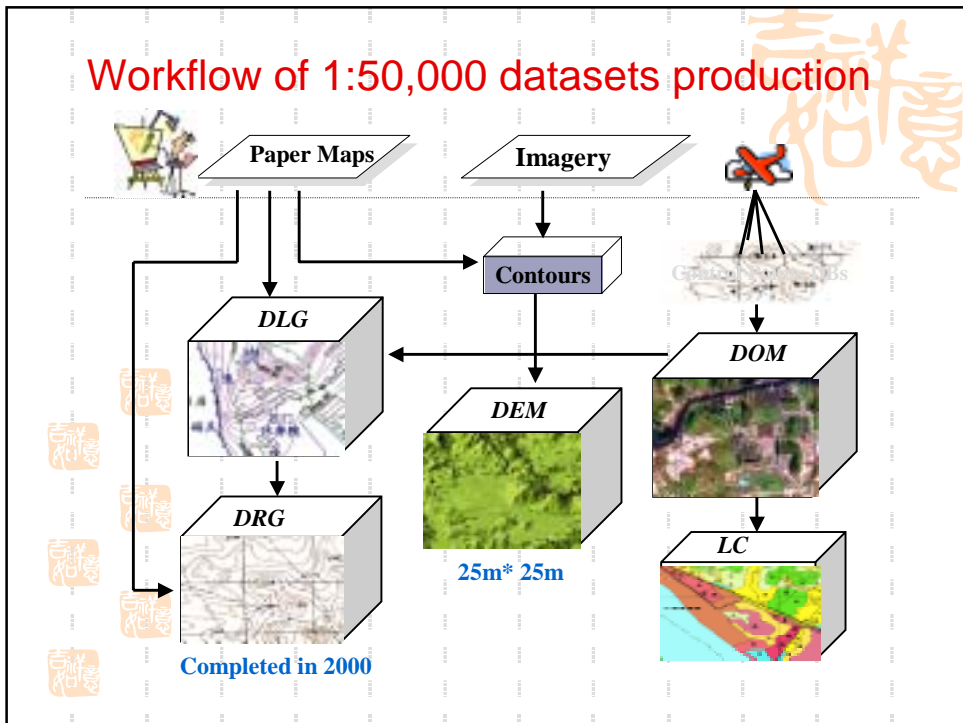 Workflow of 1:50,000 datasets production
Paper Maps
Imagery
Contours
DLG
DOM
DEM
DRG
LC
25m* 25m
Completed in 2000